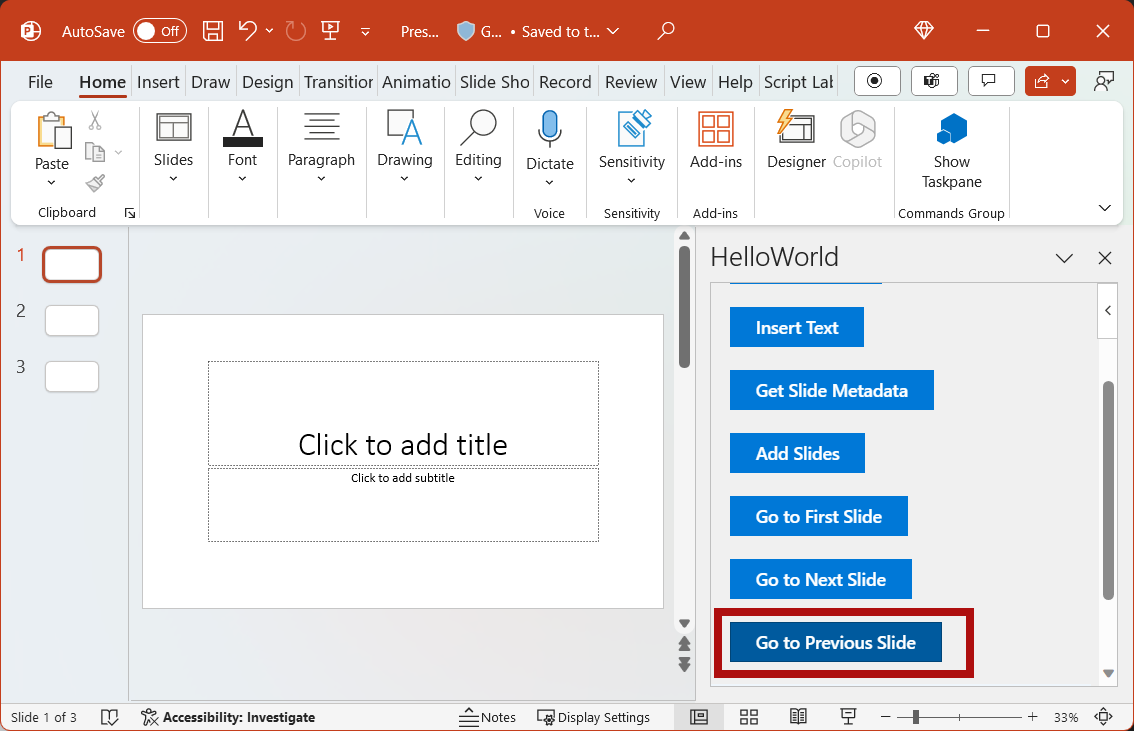 AutoSave Off Pres... G... • Saved to t...
File Home Insert Draw Design Transition Animatio Slide Sho Record Review View Help Script Lab
Paste
Clipboard
Slides
Font
Paragraph
Drawing
Editing
Dictate
Voice
Sensitivity
Sensitivity
Add-ins
Add-ins
Designer
Copilot
Show
Taskpane
Commands Group
1
2
3
Click to add title
Click to add subtitle
HelloWorld
Insert Text
Get Slide Metadata
Add Slides
Go to First Slide
Go to Next Slide
Go to Previous Slide
Slide 1 of 3 Accessibility: Investigate Notes Display Settings 33%